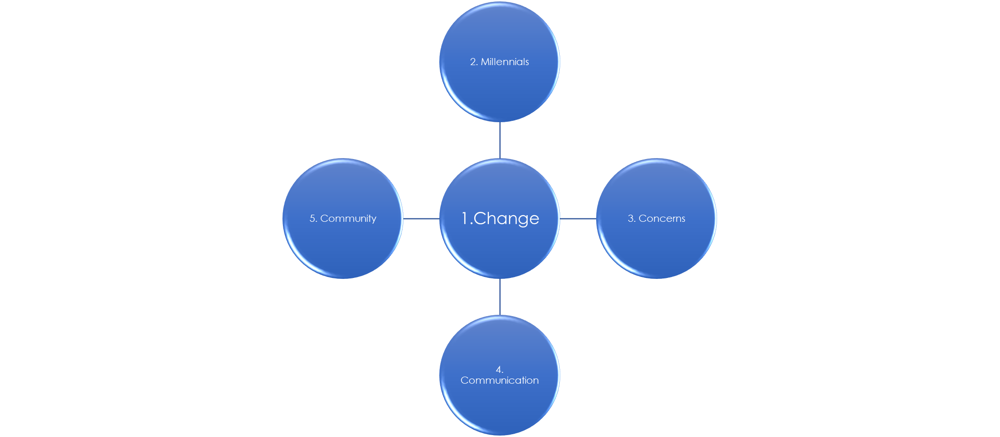 2. Millennials
5. Community
1.Change
3. Concerns
4.
Communication